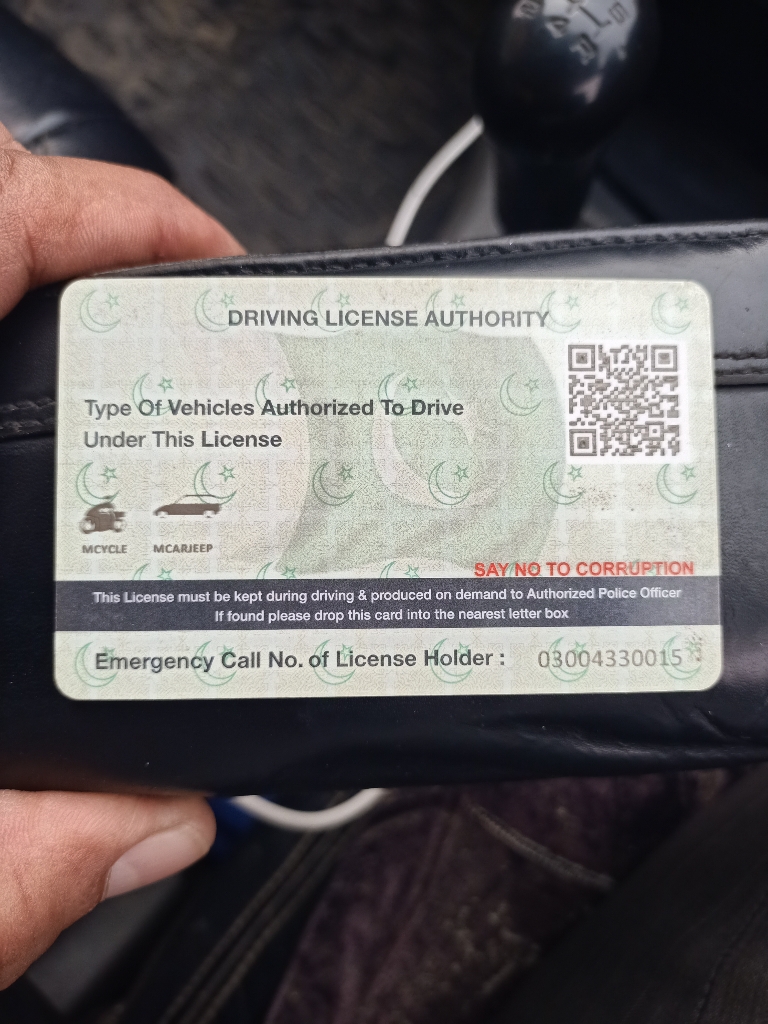 DRIVING LICENSE AUTHORITY
Type Of Vehicles Authorized To Drive
Under This License
MCYCLE MCARJEEP
SAY NO TO CORRUPTION
This License must be kept during driving & produced on demand to Authorized Police Officer
If found please drop this card into the nearest letter box
Emergency Call No. of License Holder : 03004330015